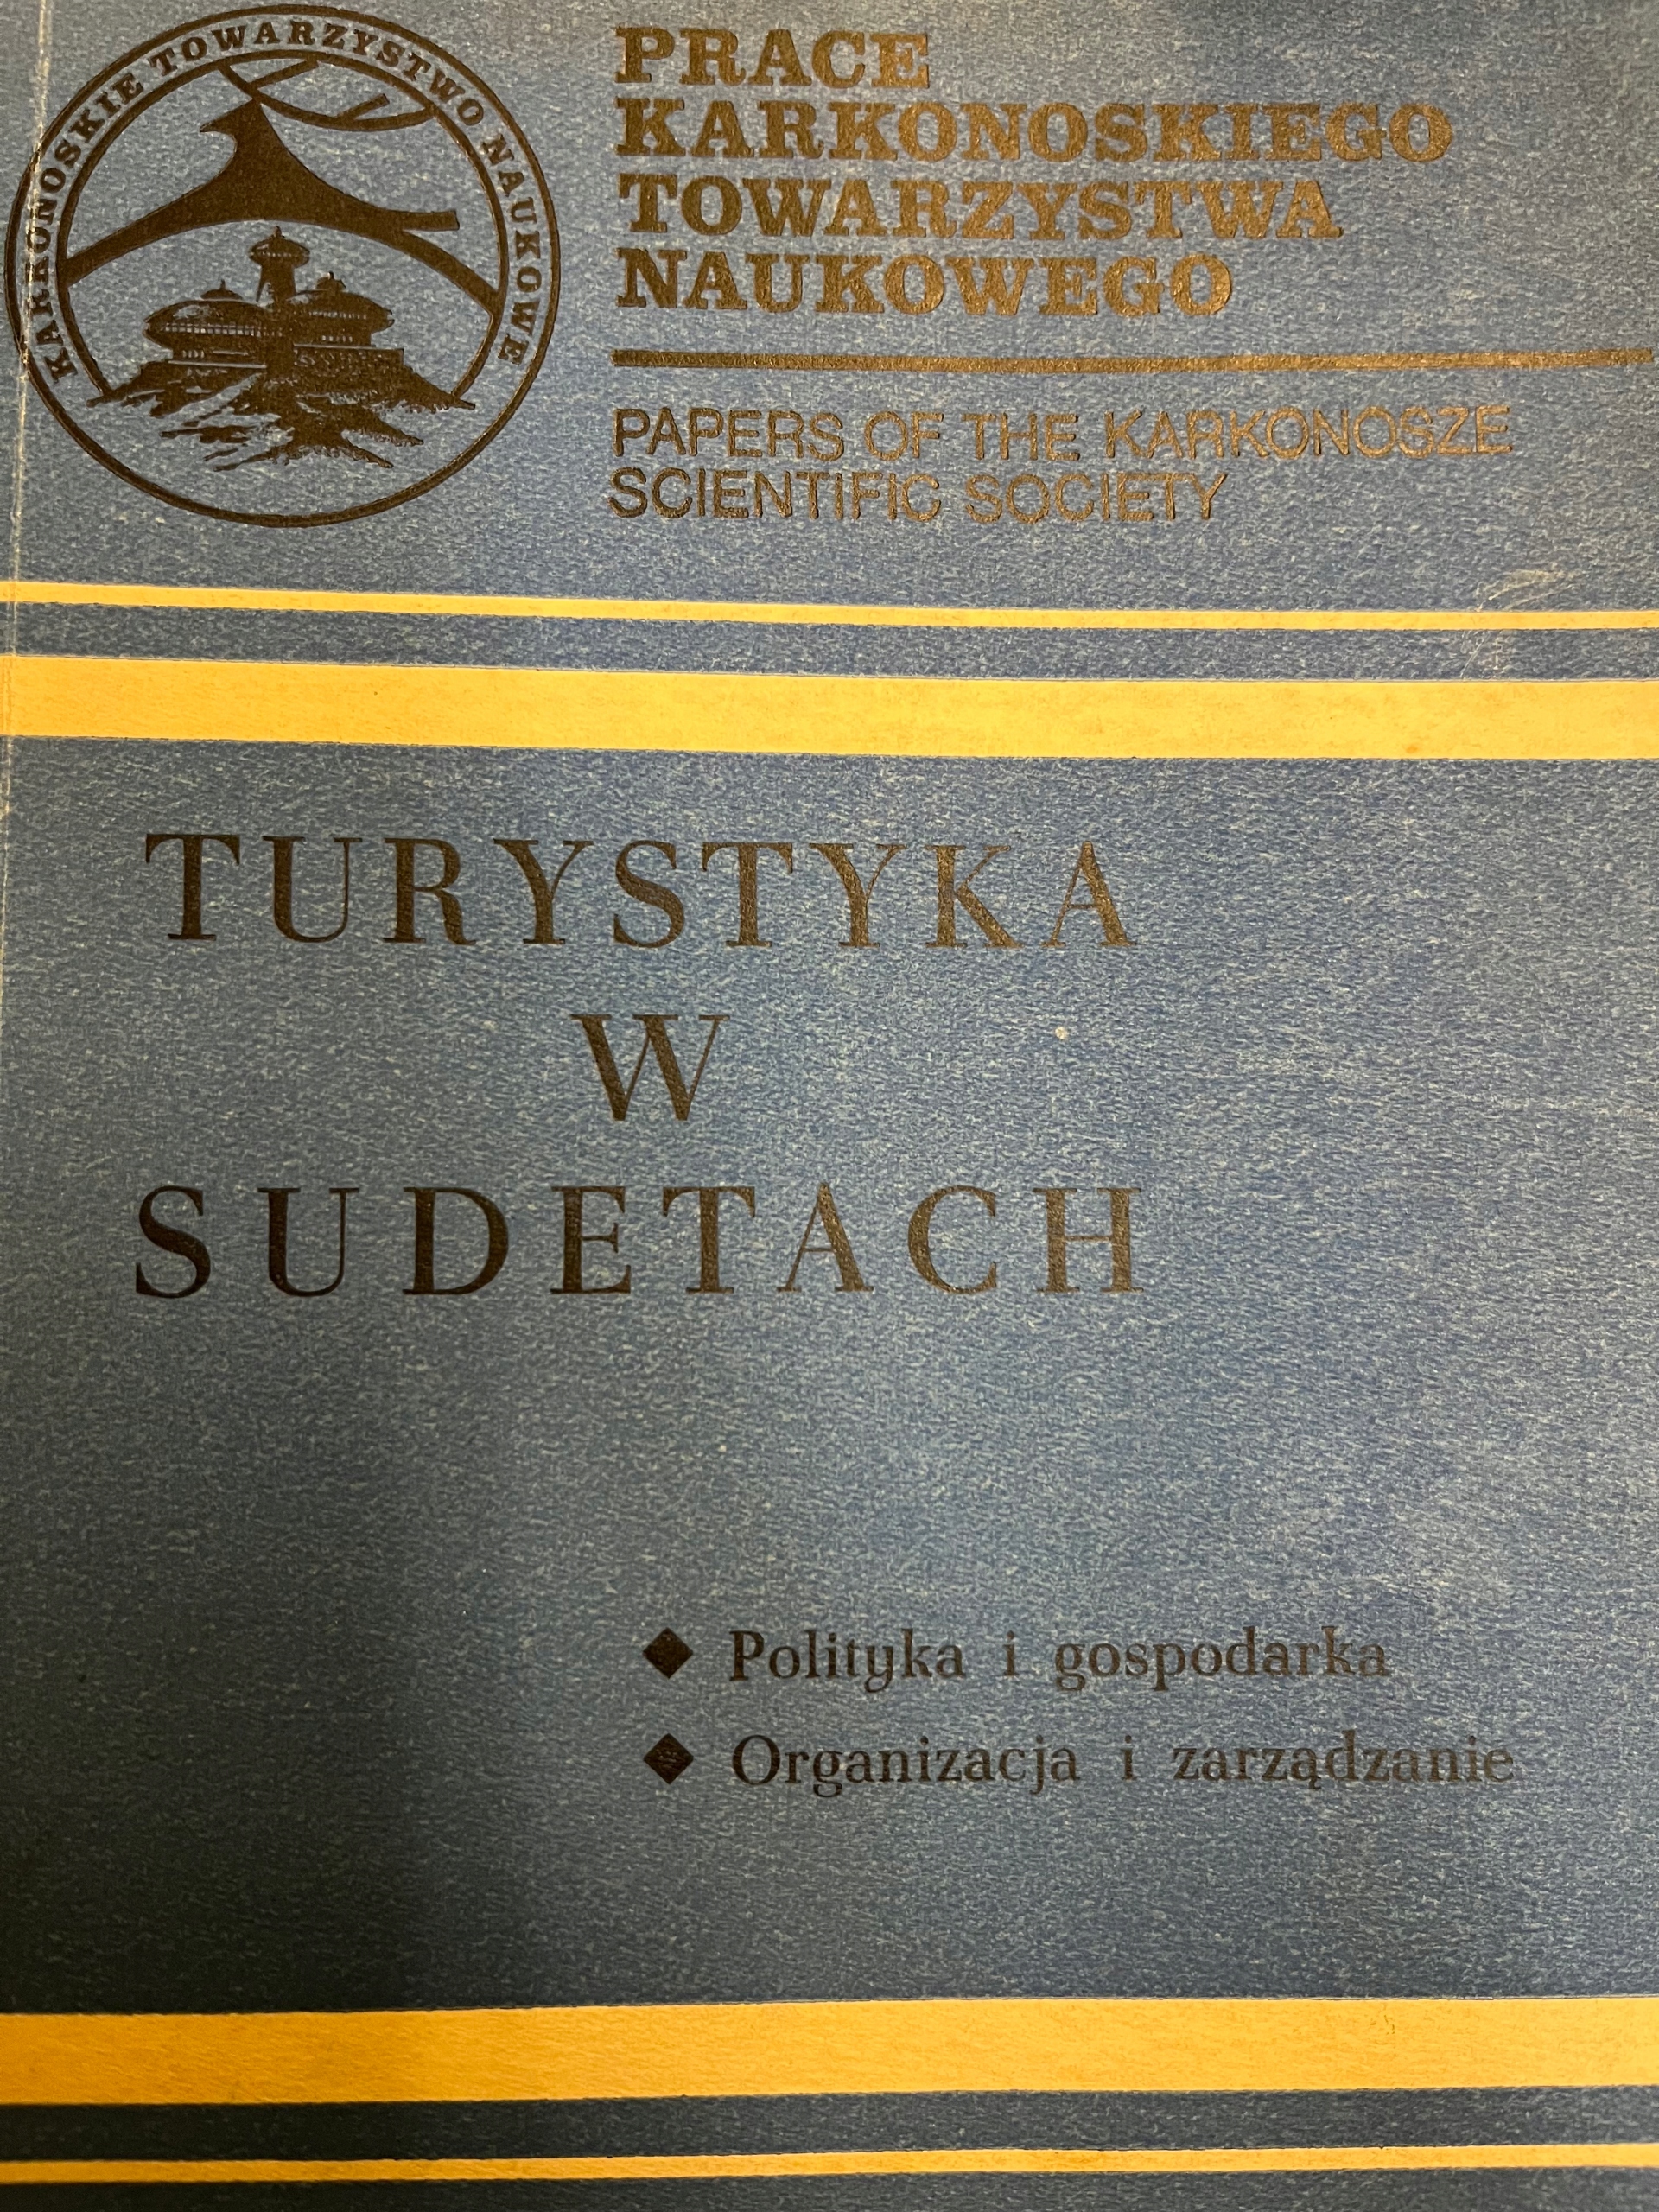 KARKONOSKIE TOWARZYSTWO NAUKOWE
PRACE
KARKONOSKIEGO
TOWARZYSTWA
NAUKOWEGO
PAPERS OF THE KARKONOSZE
SCIENTIFIC SOCIETY
TURYSTYKA
W
SUDETACH
◆ Polityka i gospodarka
◆ Organizacja i zarządzanie